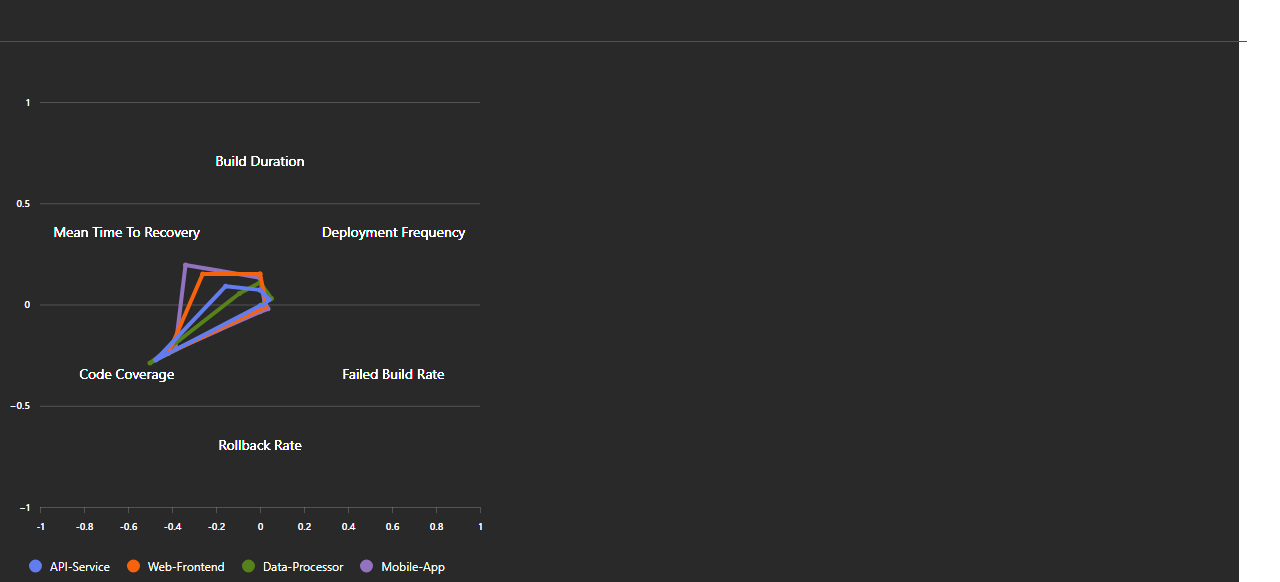 1
Build Duration
0.5
Mean Time To Recovery
Deployment Frequency
0
Code Coverage
Failed Build Rate
−0.5
Rollback Rate
−1
-1 -0.8 -0.6 -0.4 -0.2 0 0.2 0.4 0.6 0.8 1
API-Service Web-Frontend Data-Processor Mobile-App